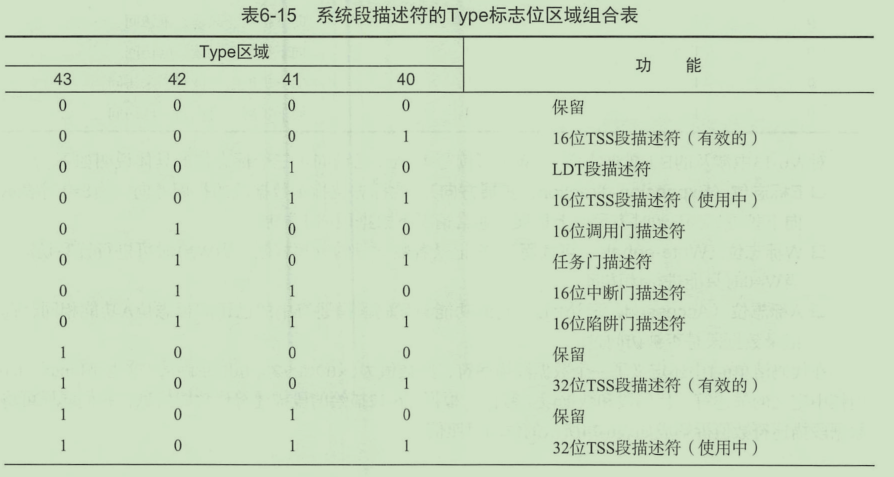 表6-15 系统段描述符的Type标志位区域组合表
Type区域 功 能
43 42 41 40
0 0 0 0 保留
0 0 0 1 16位TSS段描述符（有效的）
0 0 1 0 LDT段描述符
0 0 1 1 16位TSS段描述符（使用中）
0 1 0 0 16位调用门描述符
0 1 0 1 任务门描述符
0 1 1 0 16位中断门描述符
0 1 1 1 16位陷阱门描述符
1 0 0 0 保留
1 0 0 1 32位TSS段描述符（有效的）
1 0 1 0 保留
1 0 1 1 32位TSS段描述符（使用中）